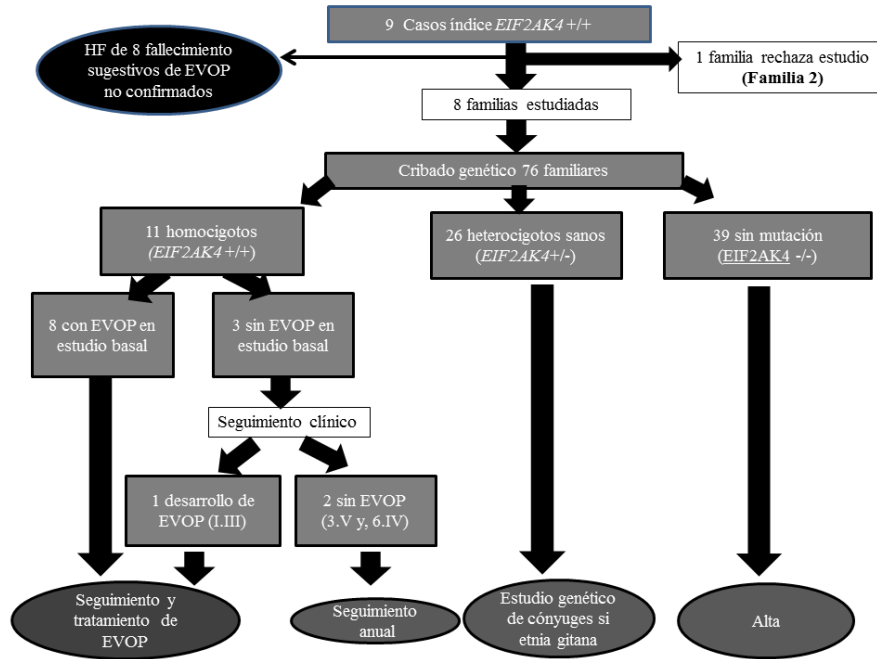 9 Casos índice EIF2AK4 +/+
HF de 8 fallecimiento
sugestivos de EVOP
no confirmados
1 familia rechaza estudio
(Familia 2)
8 familias estudiadas
Cribado genético 76 familiares
11 homocigotos
(EIF2AK4 +/+)
26 heterocigotos sanos
(EIF2AK4+/-)
39 sin mutación
(EIF2AK4 -/-)
8 con EVOP en
estudio basal
3 sin EVOP en
estudio basal
Seguimiento clínico
1 desarrollo de
EVOP (I.III)
2 sin EVOP
(3.V y, 6.IV)
Seguimiento y
tratamiento de
EVOP
Seguimiento
anual
Estudio genético
de cónyuges si
etnia gitana
Alta